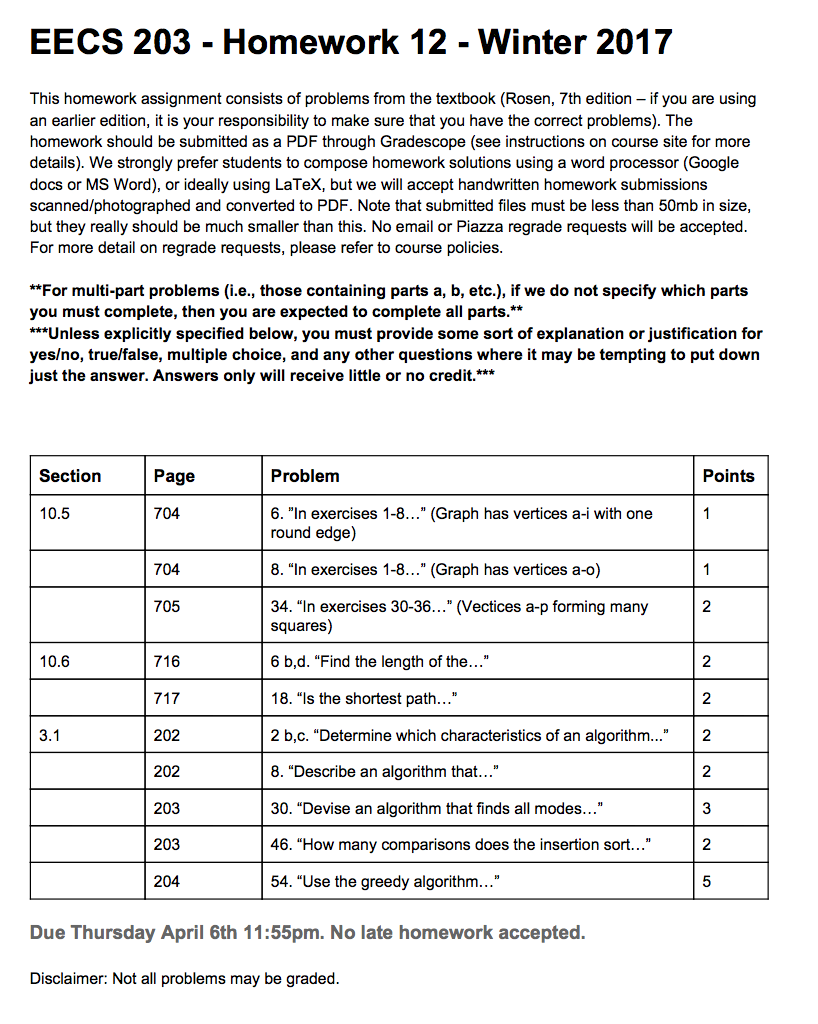 EECS 203 - Homework 12 - Winter 2017
This homework assignment consists of problems from the textbook (Rosen, 7th edition – if you are using
an earlier edition, it is your responsibility to make sure that you have the correct problems). The
homework should be submitted as a PDF through Gradescope (see instructions on course site for more
details). We strongly prefer students to compose homework solutions using a word processor (Google
docs or MS Word), or ideally using LaTeX, but we will accept handwritten homework submissions
scanned/photographed and converted to PDF. Note that submitted files must be less than 50mb in size,
but they really should be much smaller than this. No email or Piazza regrade requests will be accepted.
For more detail on regrade requests, please refer to course policies.
**For multi-part problems (i.e., those containing parts a, b, etc.), if we do not specify which parts
you must complete, then you are expected to complete all parts.**
***Unless explicitly specified below, you must provide some sort of explanation or justification for
yes/no, true/false, multiple choice, and any other questions where it may be tempting to put down
just the answer. Answers only will receive little or no credit.***
Section Page Problem Points
10.5 704 6. ”In exercises 1-8…” (Graph has vertices a-i with one 1
round edge)
704 8. “In exercises 1-8…” (Graph has vertices a-o) 1
705 34. “In exercises 30-36…” (Vectices a-p forming many 2
squares)
10.6 716 6 b,d. “Find the length of the…” 2
717 18. “Is the shortest path…” 2
3.1 202 2 b,c. “Determine which characteristics of an algorithm...” 2
202 8. “Describe an algorithm that…” 2
203 30. “Devise an algorithm that finds all modes…” 3
203 46. “How many comparisons does the insertion sort…” 2
204 54. “Use the greedy algorithm…” 5
Due Thursday April 6th 11:55pm. No late homework accepted.
Disclaimer: Not all problems may be graded.